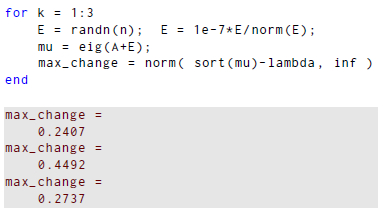 for k = 1:3
    E = randn(n);  E = 1e-7*E/norm(E);
    mu = eig(A+E);
    max_change = norm( sort(mu)-lambda, inf )
end
max_change =
    0.2407
max_change =
    0.4492
max_change =
    0.2737